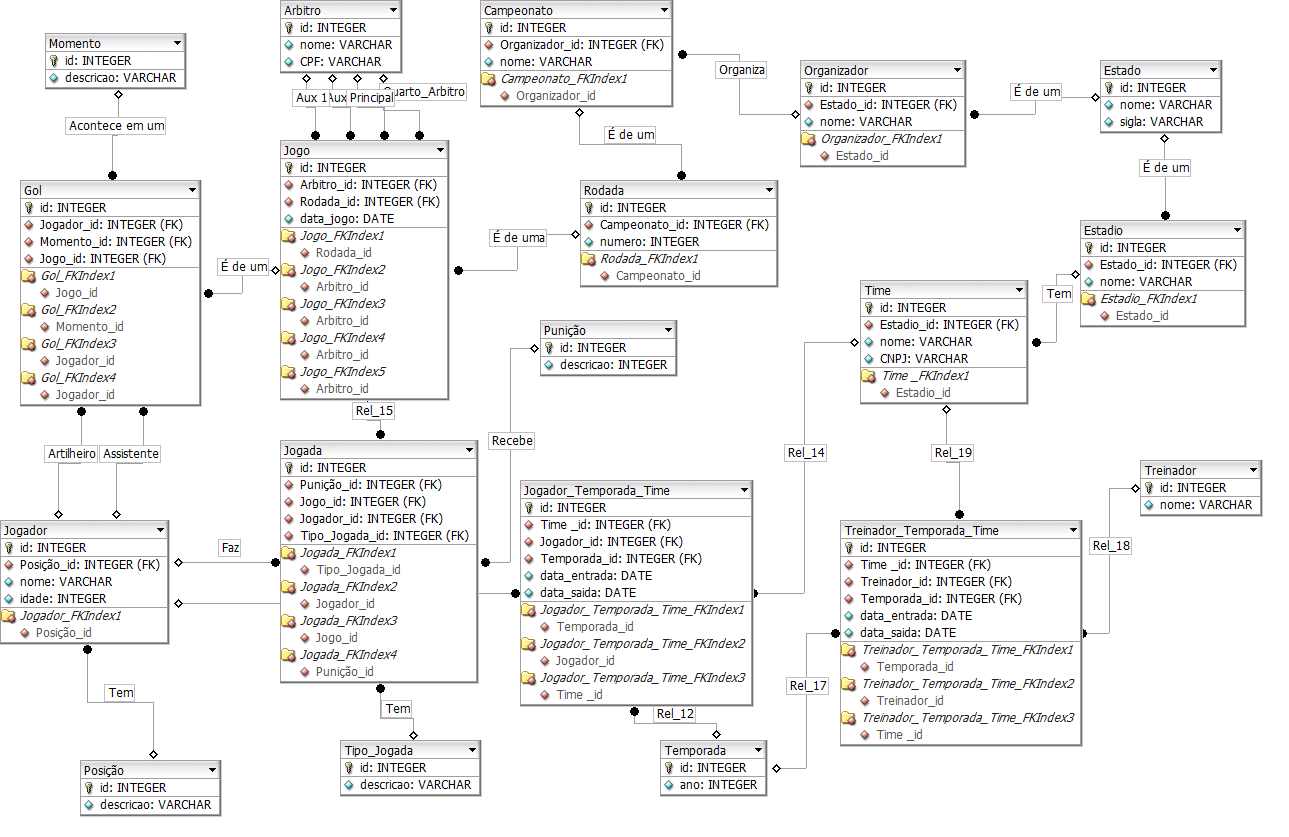 Momento
id: INTEGER
descricao: VARCHAR
Acontece em um
Gol
id: INTEGER
Jogador_id: INTEGER (FK)
Momento_id: INTEGER (FK)
Jogo_id: INTEGER (FK)
Gol_FKIndex1
Jogo_id
Gol_FKIndex2
Momento_id
Gol_FKIndex3
Jogador_id
Gol_FKIndex4
Jogador_id
Artilheiro
Assistente
Jogador
id: INTEGER
Posição_id: INTEGER (FK)
nome: VARCHAR
idade: INTEGER
Jogador_FKIndex1
Posição_id
Tem
Posição
id: INTEGER
descricao: VARCHAR
Arbitro
id: INTEGER
nome: VARCHAR
CPF: VARCHAR
Aux 1
Aux
Principal
Quarto_Arbitro
Jogo
id: INTEGER
Arbitro_id: INTEGER (FK)
Rodada_id: INTEGER (FK)
data_jogo: DATE
Jogo_FKIndex1
Rodada_id
Jogo_FKIndex2
Arbitro_id
Jogo_FKIndex3
Arbitro_id
Jogo_FKIndex4
Arbitro_id
Jogo_FKIndex5
Arbitro_id
É de um
Rel_15
Jogada
id: INTEGER
Punição_id: INTEGER (FK)
Jogo_id: INTEGER (FK)
Jogador_id: INTEGER (FK)
Tipo_Jogada_id: INTEGER (FK)
Jogada_FKIndex1
Tipo_Jogada_id
Jogada_FKIndex2
Jogador_id
Jogada_FKIndex3
Jogo_id
Jogada_FKIndex4
Punição_id
Faz
Tem
Tipo_Jogada
id: INTEGER
descricao: VARCHAR
Campeonato
id: INTEGER
Organizador_id: INTEGER (FK)
nome: VARCHAR
Campeonato_FKIndex1
Organizador_id
Organiza
É de um
Rodada
id: INTEGER
Campeonato_id: INTEGER (FK)
numero: INTEGER
Rodada_FKIndex1
Campeonato_id
É de uma
Punição
id: INTEGER
descricao: INTEGER
Recebe
Jogador_Temporada_Time
id: INTEGER
Time _id: INTEGER (FK)
Jogador_id: INTEGER (FK)
Temporada_id: INTEGER (FK)
data_entrada: DATE
data_saida: DATE
Jogador_Temporada_Time_FKIndex1
Temporada_id
Jogador_Temporada_Time_FKIndex2
Jogador_id
Jogador_Temporada_Time_FKIndex3
Time _id
Rel_12
Temporada
id: INTEGER
ano: INTEGER
Organizador
id: INTEGER
Estado_id: INTEGER (FK)
nome: VARCHAR
Organizador_FKIndex1
Estado_id
É de um
Estado
id: INTEGER
nome: VARCHAR
sigla: VARCHAR
É de um
Estadio
id: INTEGER
Estado_id: INTEGER (FK)
nome: VARCHAR
Estadio_FKIndex1
Estado_id
Tem
Time
id: INTEGER
Estadio_id: INTEGER (FK)
nome: VARCHAR
CNPJ: VARCHAR
Time _FKIndex1
Estadio_id
Rel_14
Rel_19
Treinador
id: INTEGER
nome: VARCHAR
Rel_18
Treinador_Temporada_Time
id: INTEGER
Time _id: INTEGER (FK)
Treinador_id: INTEGER (FK)
Temporada_id: INTEGER (FK)
data_entrada: DATE
data_saida: DATE
Treinador_Temporada_Time_FKIndex1
Temporada_id
Treinador_Temporada_Time_FKIndex2
Treinador_id
Treinador_Temporada_Time_FKIndex3
Time _id
Rel_17